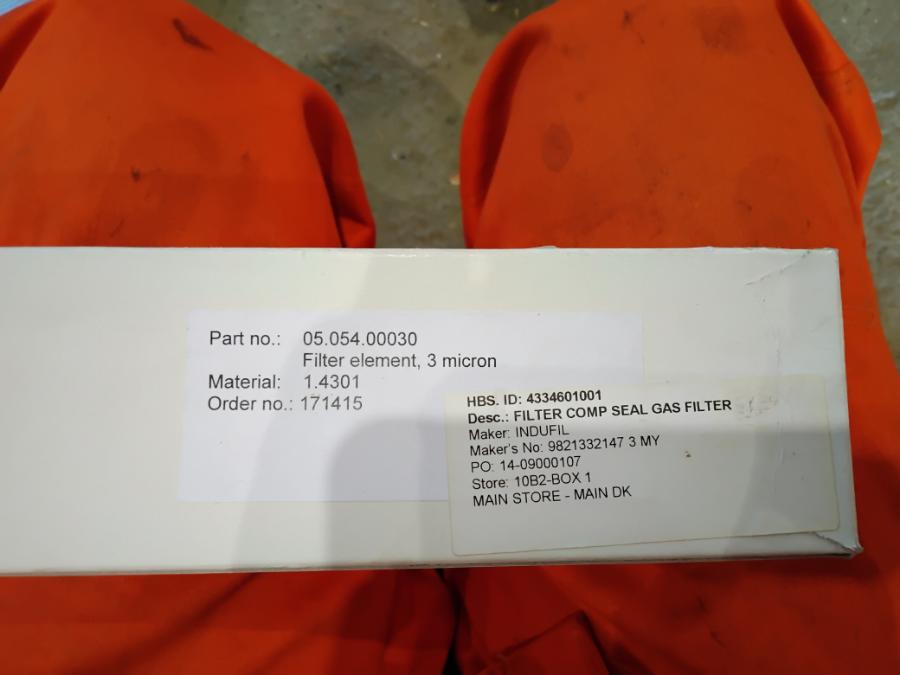 Part no.: 05.054.00030
Filter element, 3 micron
Material: 1.4301
Order no.: 171415
HBS. ID: 4334601001
Desc.: FILTER COMP SEAL GAS FILTER
Maker: INDUFIL
Maker's No: 9821332147 3 MY
PO: 14-09000107
Store: 10B2-BOX 1
MAIN STORE - MAIN DK